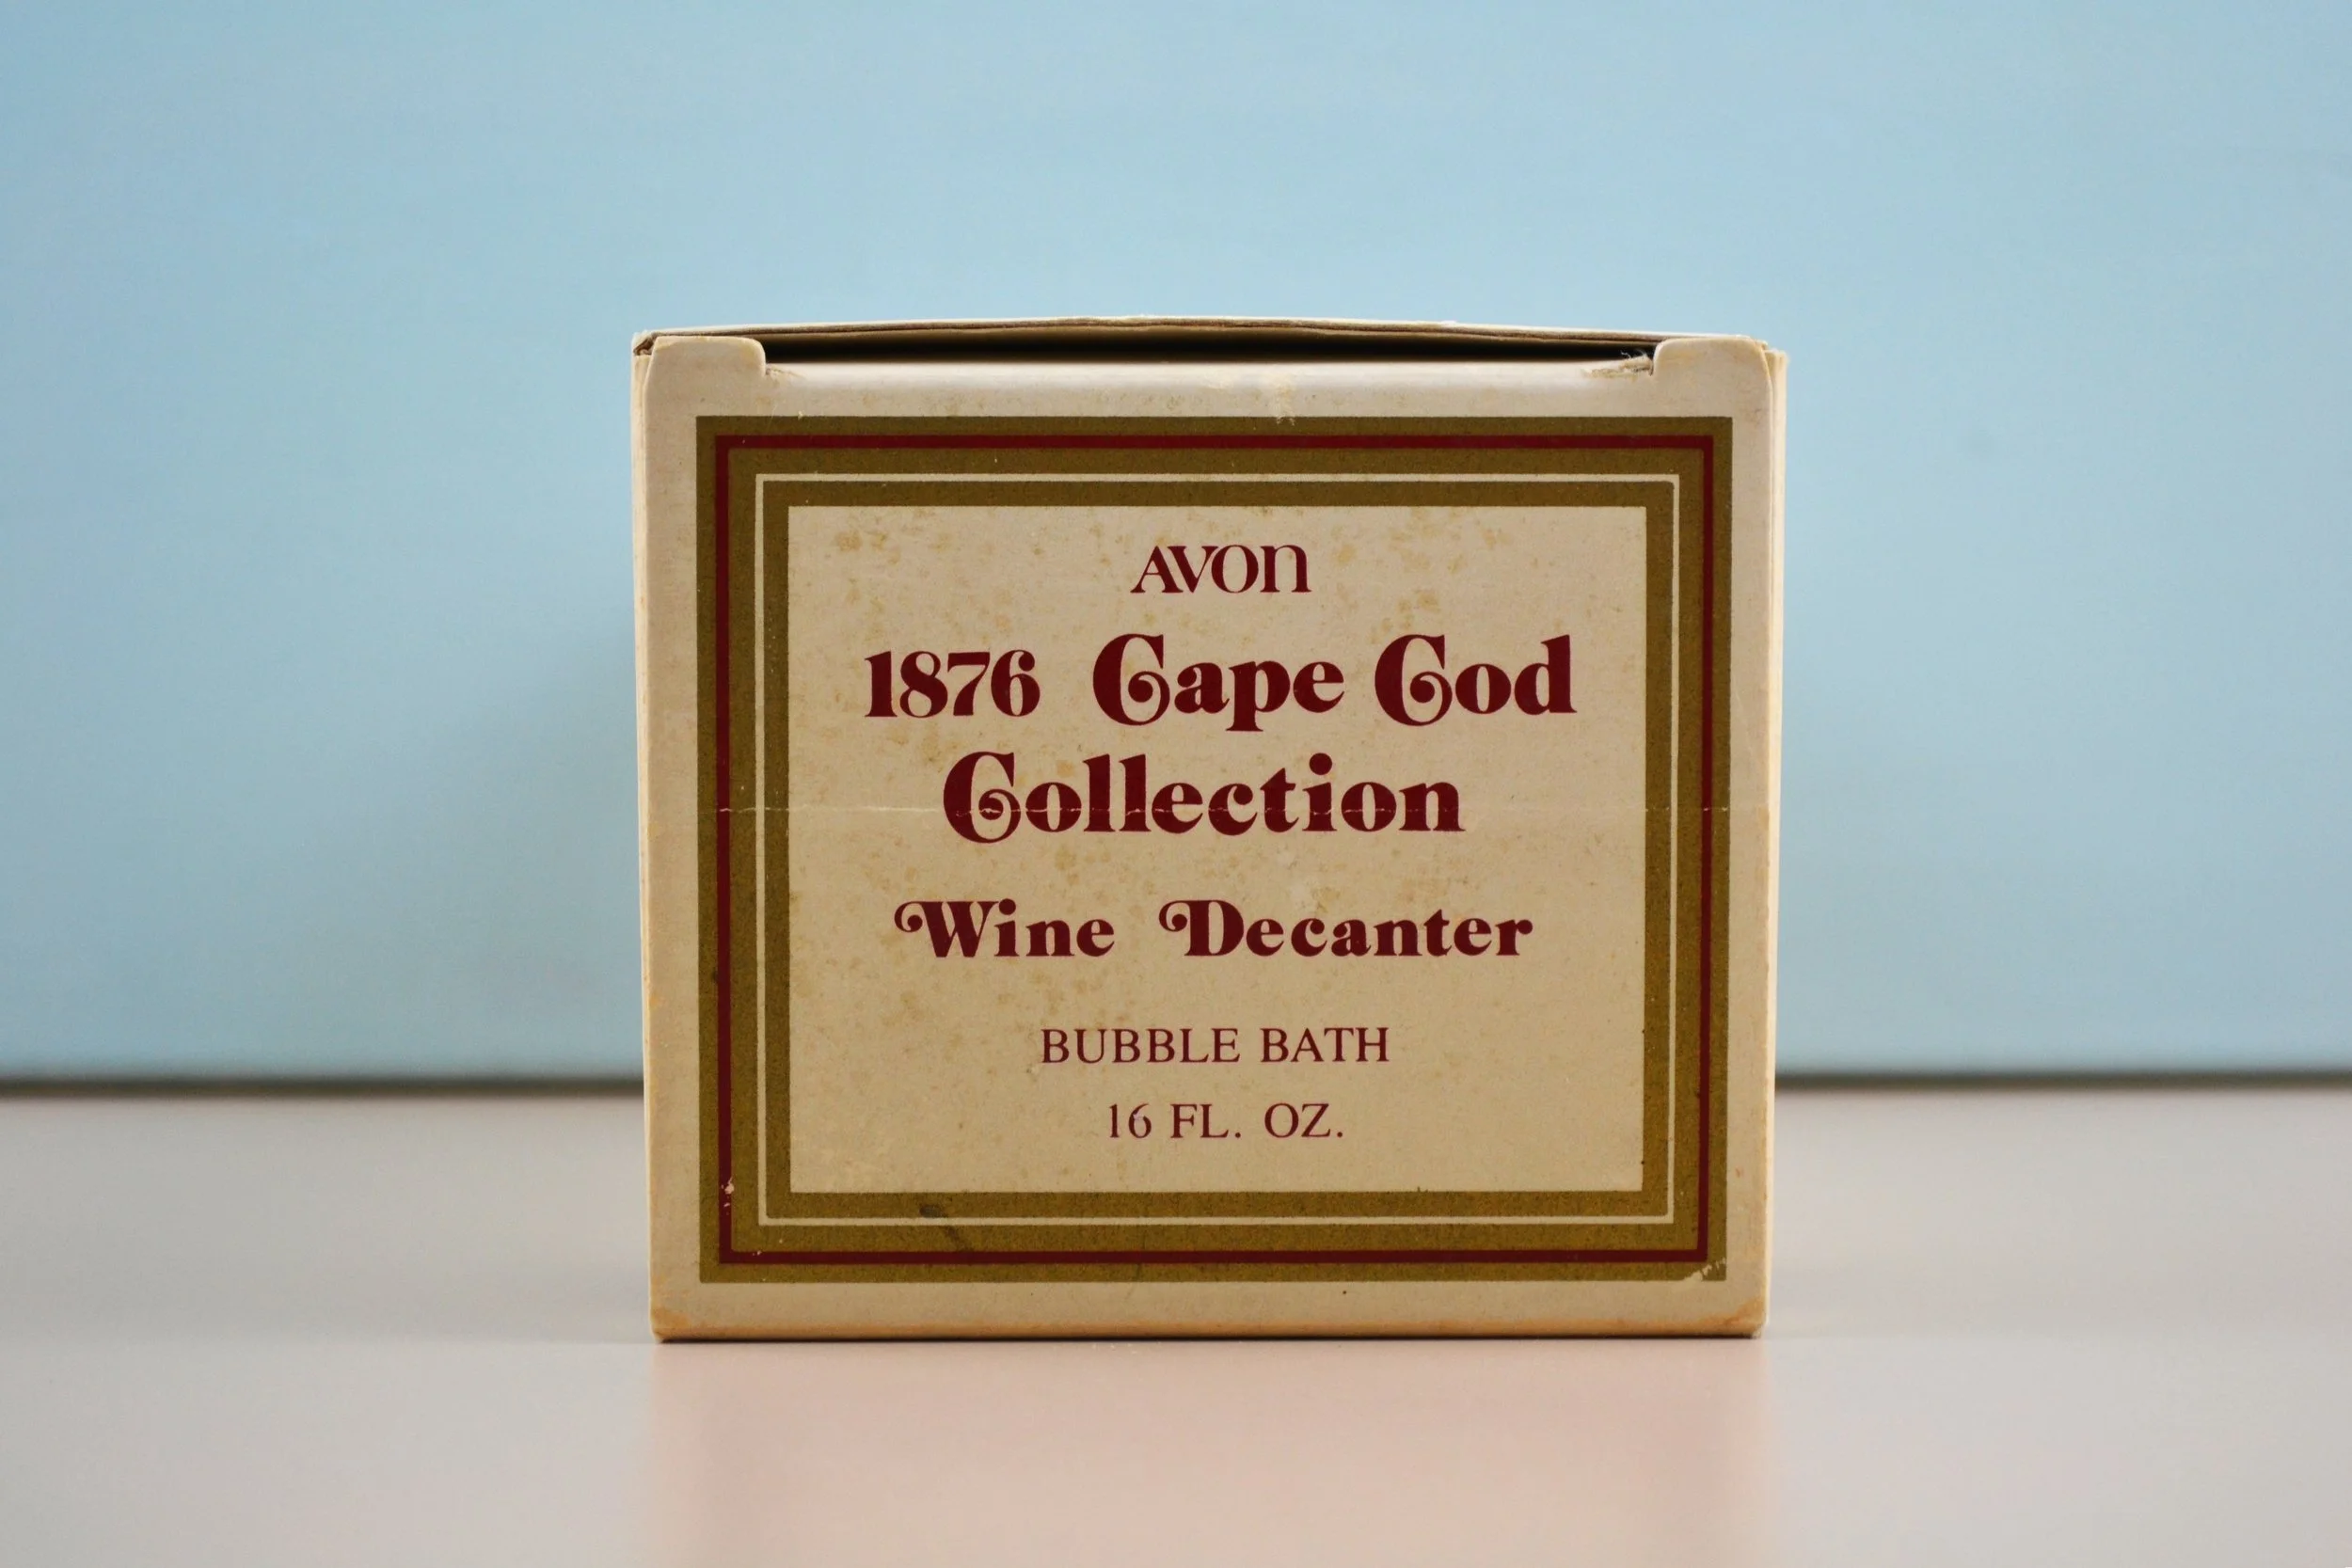 AVON
1876 Cape Cod
Collection
Wine Decanter
BUBBLE BATH
16 FL. OZ.